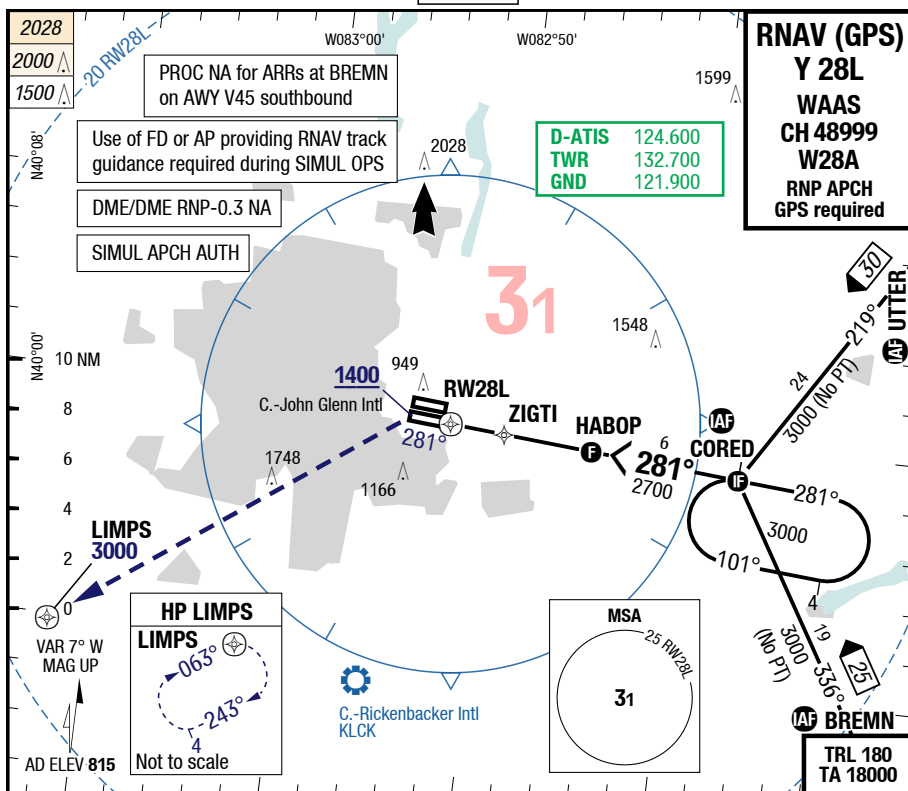 2028
2000
1500
20 RW28L
W083°00'
W082°50'
N40°08'
N40°00'
PROC NA for ARRs at BREMN
on AWY V45 southbound
Use of FD or AP providing RNAV track
guidance required during SIMUL OPS
DME/DME RNP-0.3 NA
SIMUL APCH AUTH
2028
1599
D-ATIS 124.600
TWR 132.700
GND 121.900
RNAV (GPS)
Y 28L
WAAS
CH 48999
W28A
RNP APCH
GPS required
31
1548
30
219°
IAF UTTER
24
3000 (No PT)
10 NM
8
6
4
2
0
1400
949
RW28L
C.-John Glenn Intl
281°
ZIGTI
HABOP
F
6
281°
2700
IAF
CORED
IF
281°
3000
101°
4
1748
1166
LIMPS
3000
VAR 7° W
MAG UP
AD ELEV 815
HP LIMPS
LIMPS
063°
243°
4
Not to scale
C.-Rickenbacker Intl
KLCK
MSA
25 RW28L
31
19
3000
(No PT)
336°
25
IAF BREMN
TRL 180
TA 18000